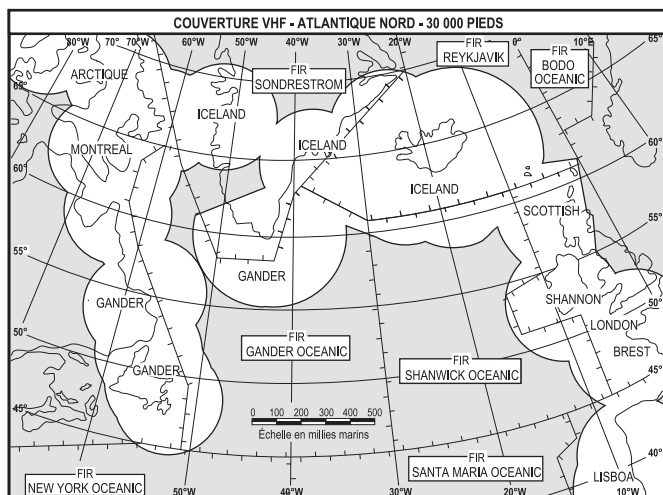 COUVERTURE VHF - ATLANTIQUE NORD - 30 000 PIEDS
80°W 70°W 60°W 50°W 40°W 30°W 20°W 10°W 0° 10°E
FIR
REYKJAVIK
FIR
SONDRESTROM
FIR
BODO
OCEANIC
65°
65°
ARCTIQUE
ICELAND
ICELAND
ICELAND
MONTREAL
60°
60°
SCOTTISH
55°
55°
GANDER
SHANNON
LONDON
BREST
50°
50°
GANDER
GANDER
FIR
GANDER OCEANIC
FIR
SHANWICK OCEANIC
45°
45°
0 100 200 300 400 500
Échelle en millies marins
40°
FIR
NEW YORK OCEANIC
FIR
SANTA MARIA OCEANIC
LISBOA
50°W 40°W 30°W 20°W 10°W